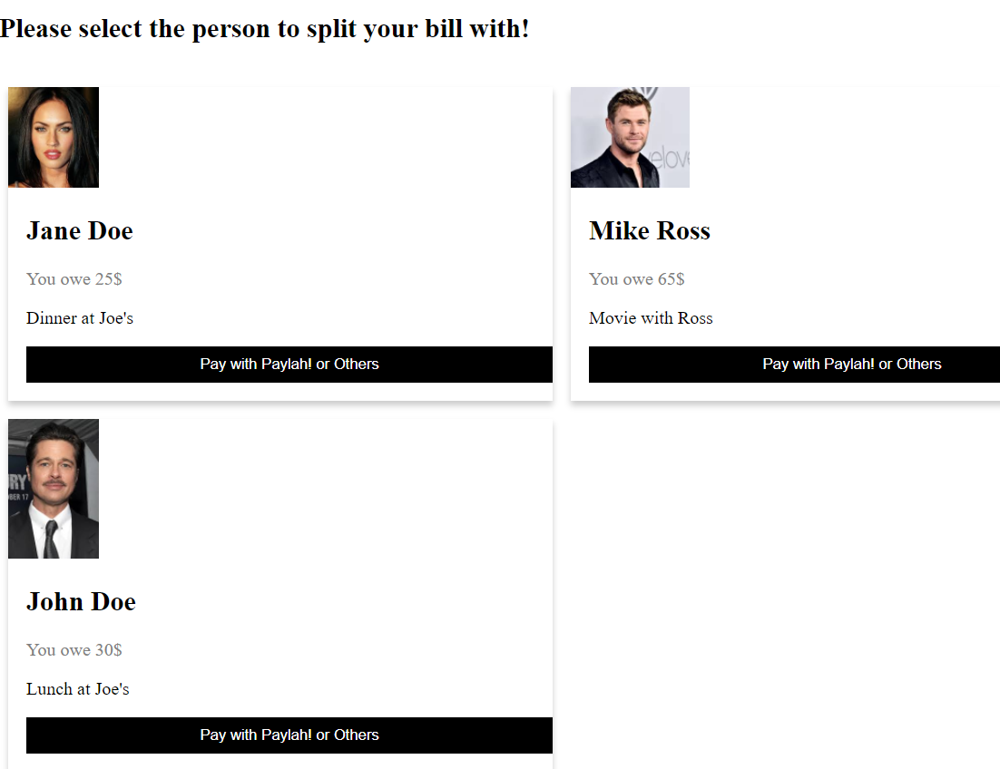 Please select the person to split your bill with!
Jane Doe
You owe 25$
Dinner at Joe's
Pay with Paylah! or Others
elove
Mike Ross
You owe 65$
Movie with Ross
Pay with Paylah! or Others
RY
BER 17
John Doe
You owe 30$
Lunch at Joe's
Pay with Paylah! or Others